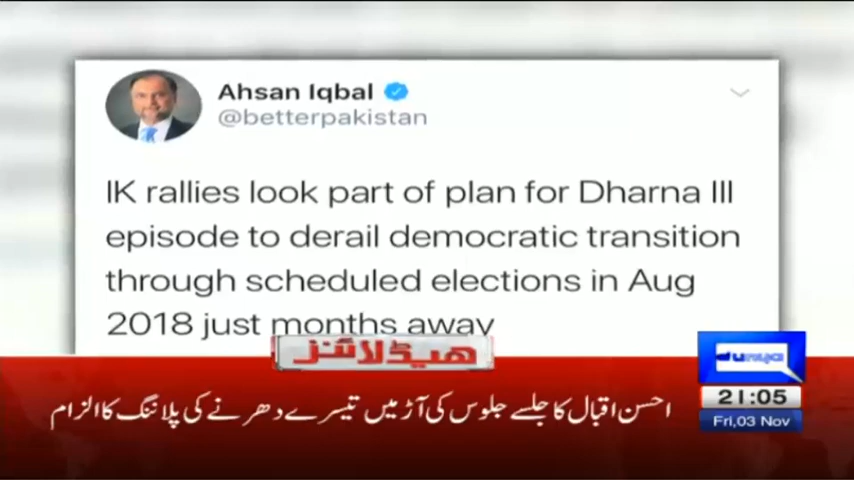 Ahsan Iqbal
@betterpakistan
IK rallies look part of plan for Dharna III
episode to derail democratic transition
through scheduled elections in Aug
2018 just months away
ہیڈلائنز
dunya
21:05
احسن اقبال کا جلسے جلوس کی آڑ میں تیسرے دھرنے کی پلاننگ کا الزام
Fri,03 Nov